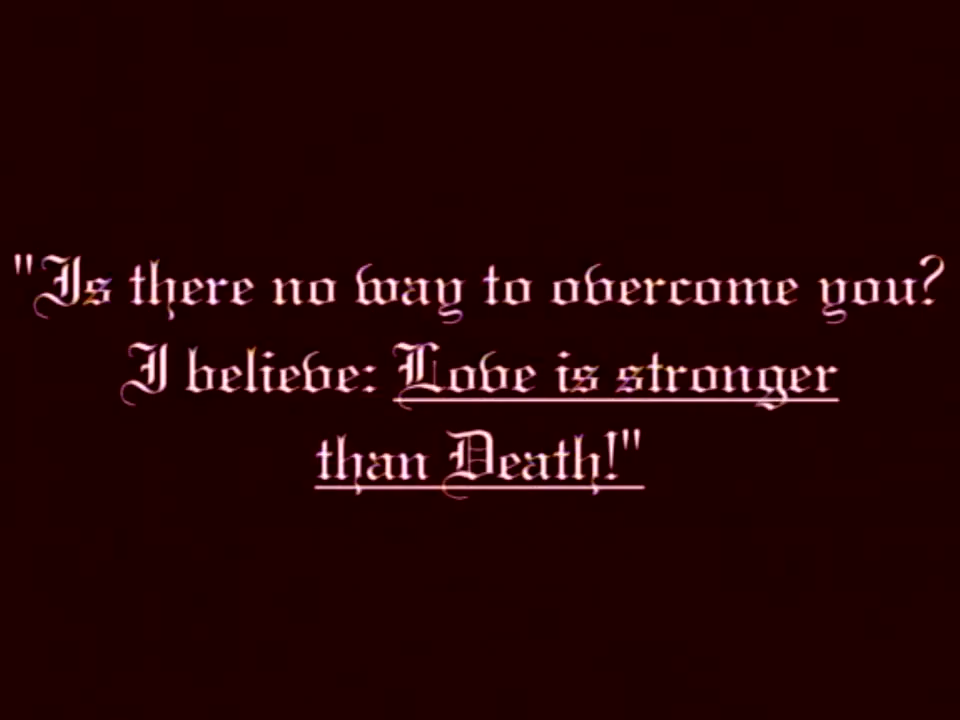 "Is there no way to overcome you?
I believe: Love is stronger
than Death!"